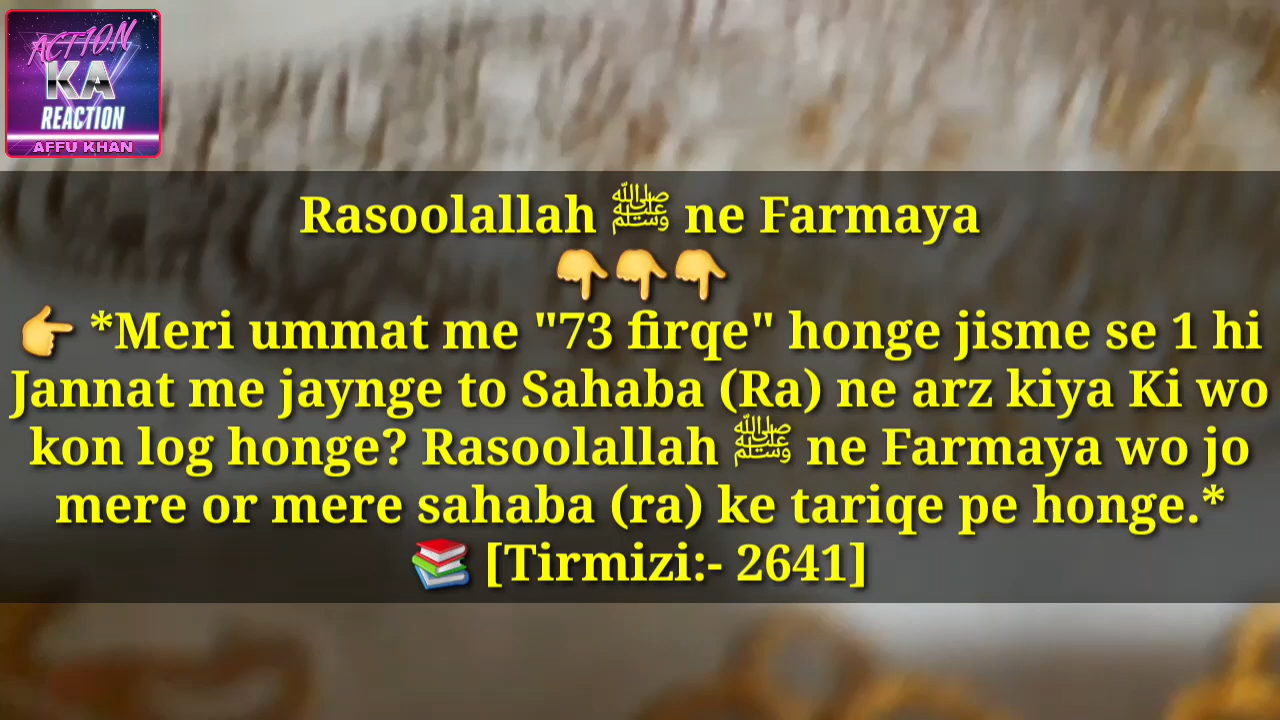 ACTION
KA
REACTION
AFFU KHAN
Rasoolallah ﷺ ne Farmaya
👇👇👇
👉 *Meri ummat me "73 firqe" honge jisme se 1 hi
Jannat me jaynge to Sahaba (Ra) ne arz kiya Ki wo
kon log honge? Rasoolallah ﷺ ne Farmaya wo jo
mere or mere sahaba (ra) ke tariqe pe honge.*
📚 [Tirmizi:- 2641]